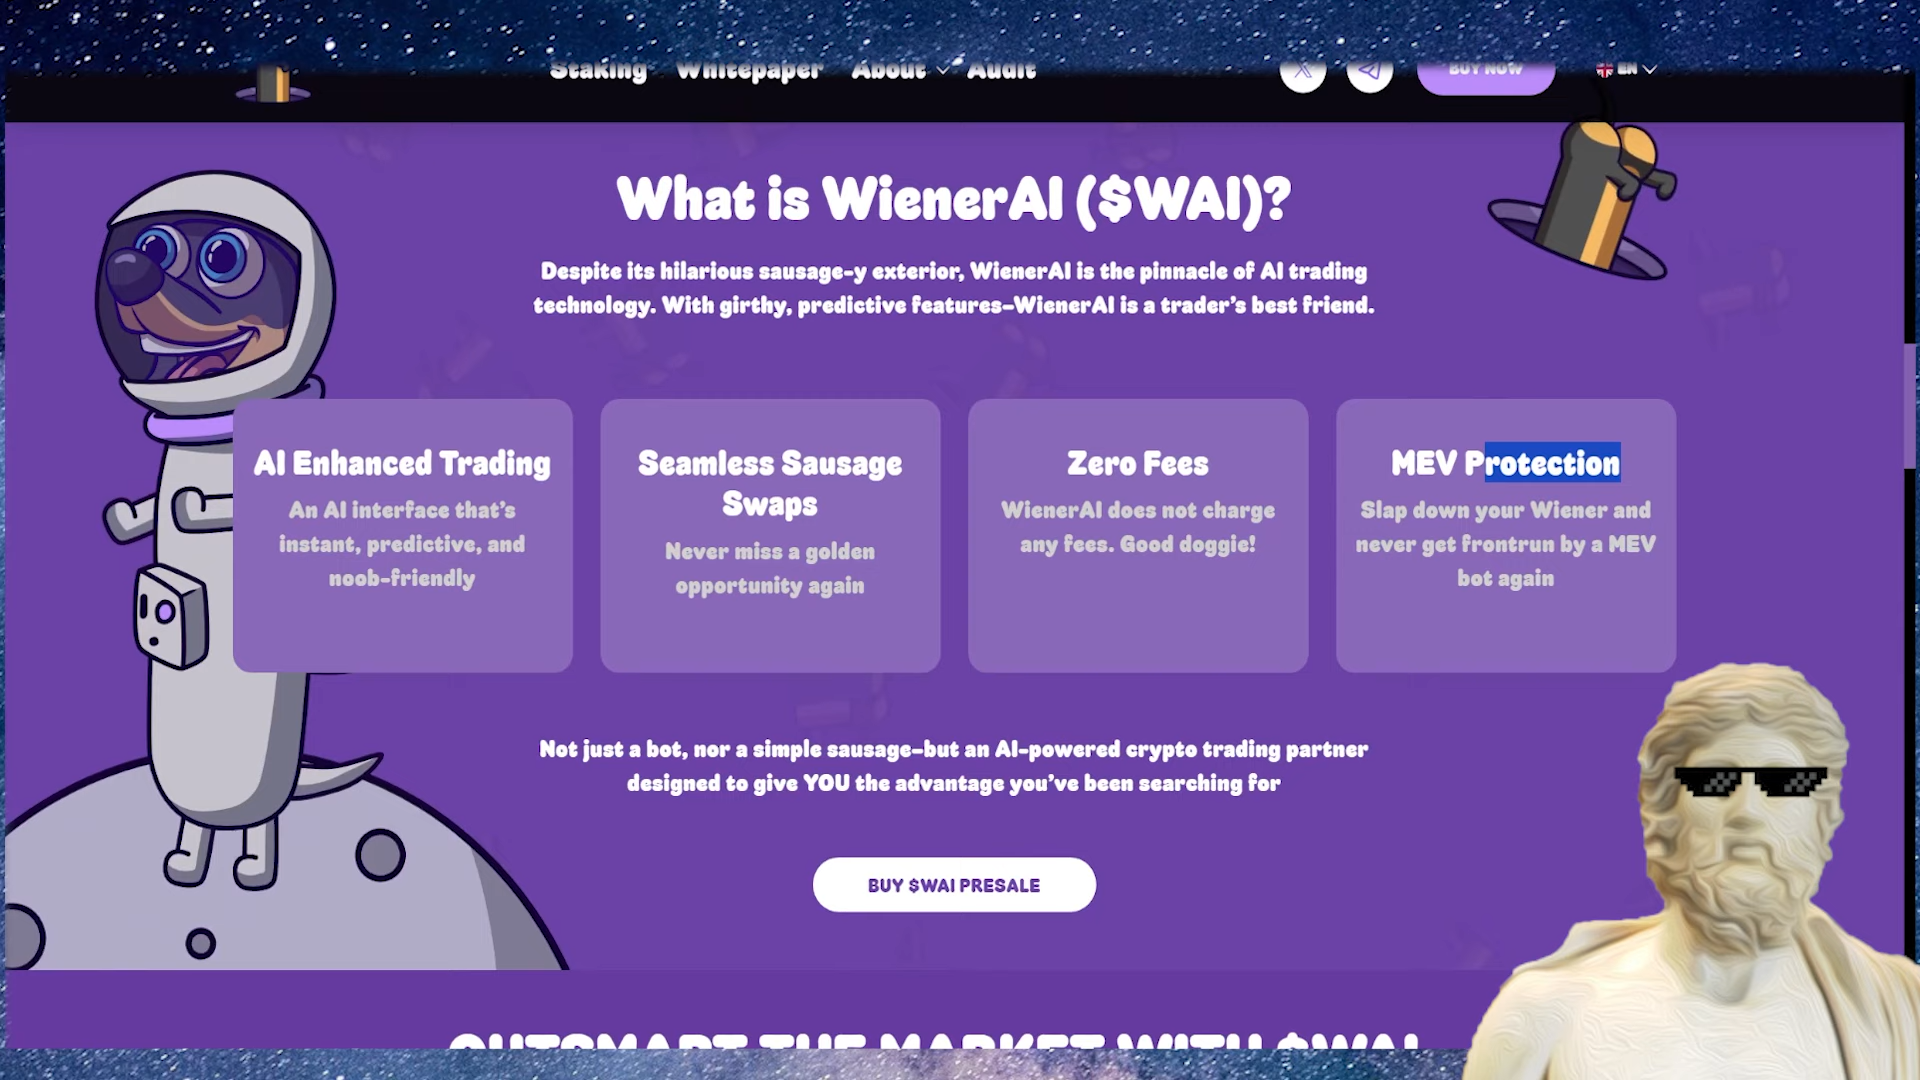 Staking Whitepaper About Audit BUY NOW EN
What is WienerAI ($WAI)?
Despite its hilarious sausage-y exterior, WienerAI is the pinnacle of AI trading
technology. With girthy, predictive features–WienerAI is a trader's best friend.
AI Enhanced Trading
An AI interface that's
instant, predictive, and
noob-friendly
Seamless Sausage
Swaps
Never miss a golden
opportunity again
Zero Fees
WienerAI does not charge
any fees. Good doggie!
MEV Protection
Slap down your Wiener and
never get frontrun by a MEV
bot again
Not just a bot, nor a simple sausage–but an AI-powered crypto trading partner
designed to give YOU the advantage you've been searching for
BUY $WAI PRESALE
OUTSMART THE MARKET WITH $WAI